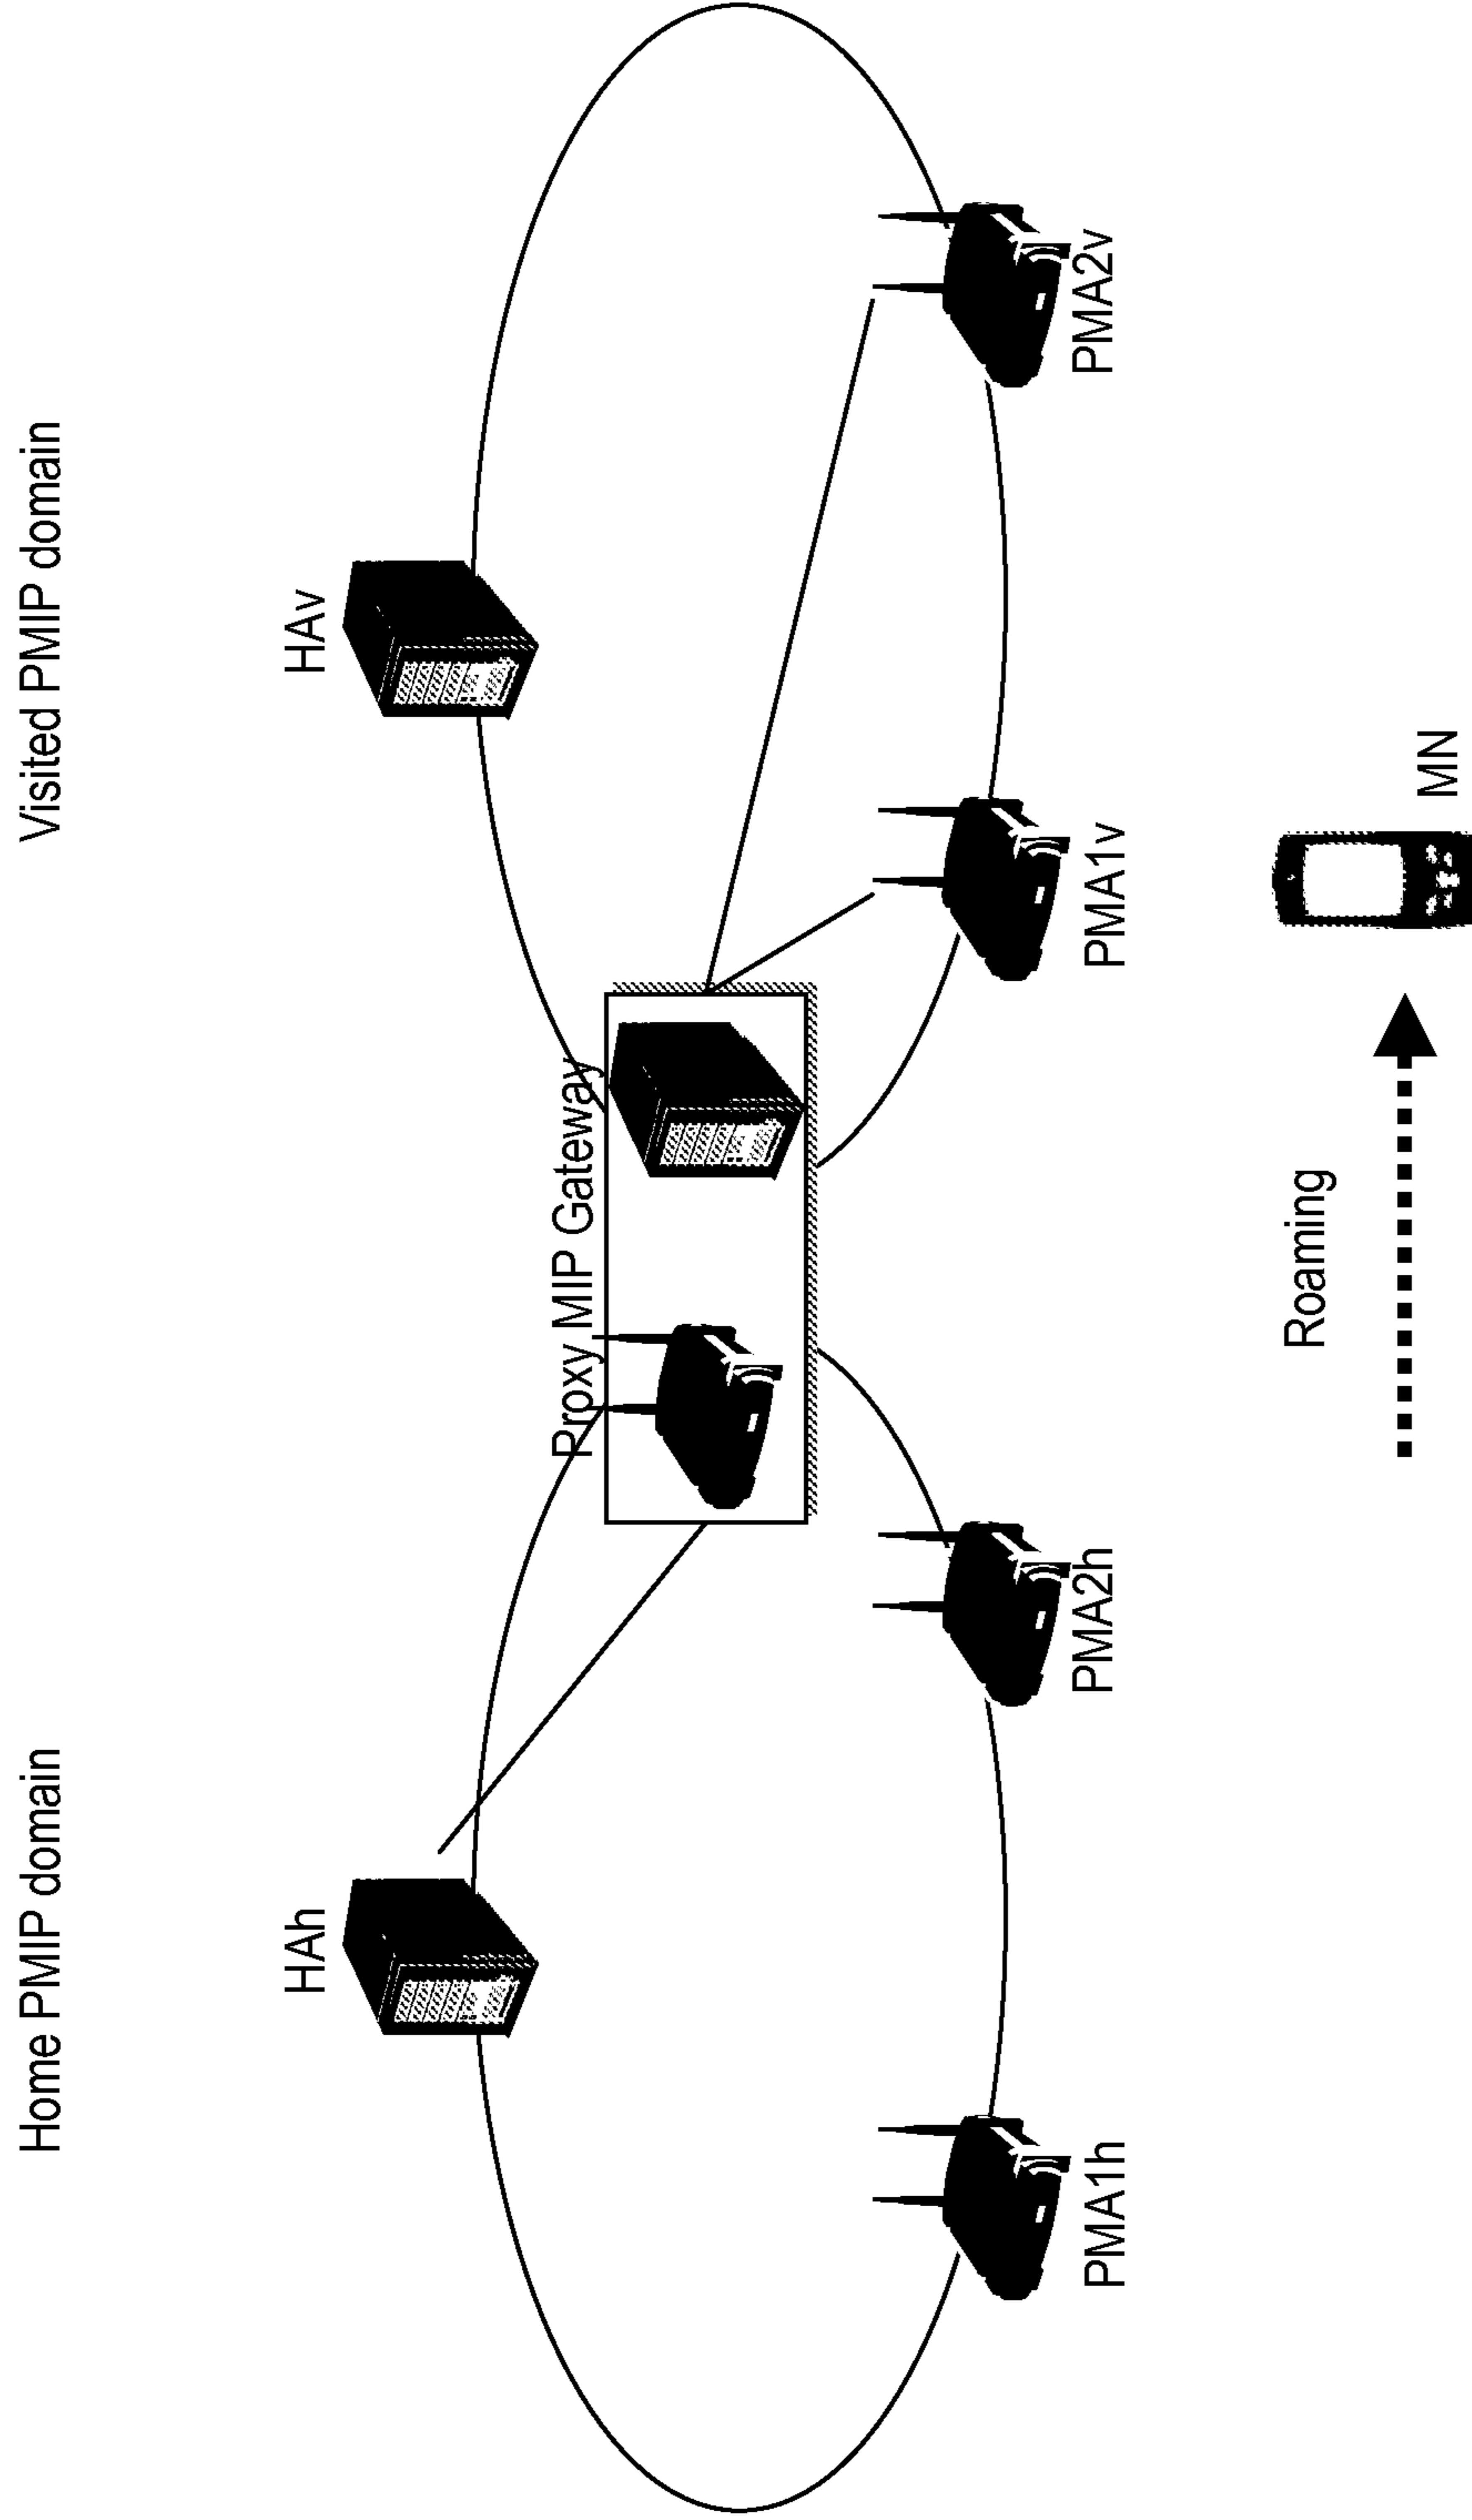 Home PMIP domain
Visited PMIP domain
HAh
HAv
Proxy MIP Gateway
PMA1h
PMA2h
PMA1v
PMA2v
Roaming
MN